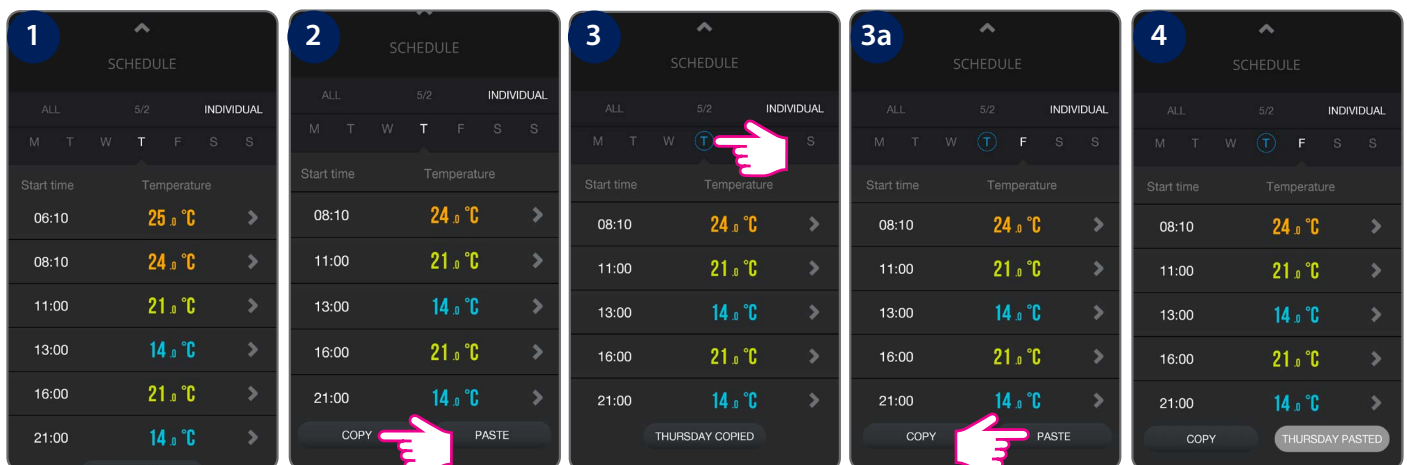 1
SCHEDULE
ALL 5/2 INDIVIDUAL
M T W T F S S
Start time Temperature
06:10 25.0 °C
08:10 24.0 °C
11:00 21.0 °C
13:00 14.0 °C
16:00 21.0 °C
21:00 14.0 °C
2
SCHEDULE
ALL 5/2 INDIVIDUAL
M T W T F S S
Start time Temperature
08:10 24.0 °C
11:00 21.0 °C
13:00 14.0 °C
16:00 21.0 °C
21:00 14.0 °C
COPY PASTE
3
SCHEDULE
ALL 5/2 INDIVIDUAL
M T W T S
Start time Temperature
08:10 24.0 °C
11:00 21.0 °C
13:00 14.0 °C
16:00 21.0 °C
21:00 14.0 °C
THURSDAY COPIED
3a
SCHEDULE
ALL 5/2 INDIVIDUAL
M T W T F S S
Start time Temperature
08:10 24.0 °C
11:00 21.0 °C
13:00 14.0 °C
16:00 21.0 °C
21:00 14.0 °C
COPY PASTE
4
SCHEDULE
ALL 5/2 INDIVIDUAL
M T W T F S S
Start time Temperature
08:10 24.0 °C
11:00 21.0 °C
13:00 14.0 °C
16:00 21.0 °C
21:00 14.0 °C
COPY THURSDAY PASTED